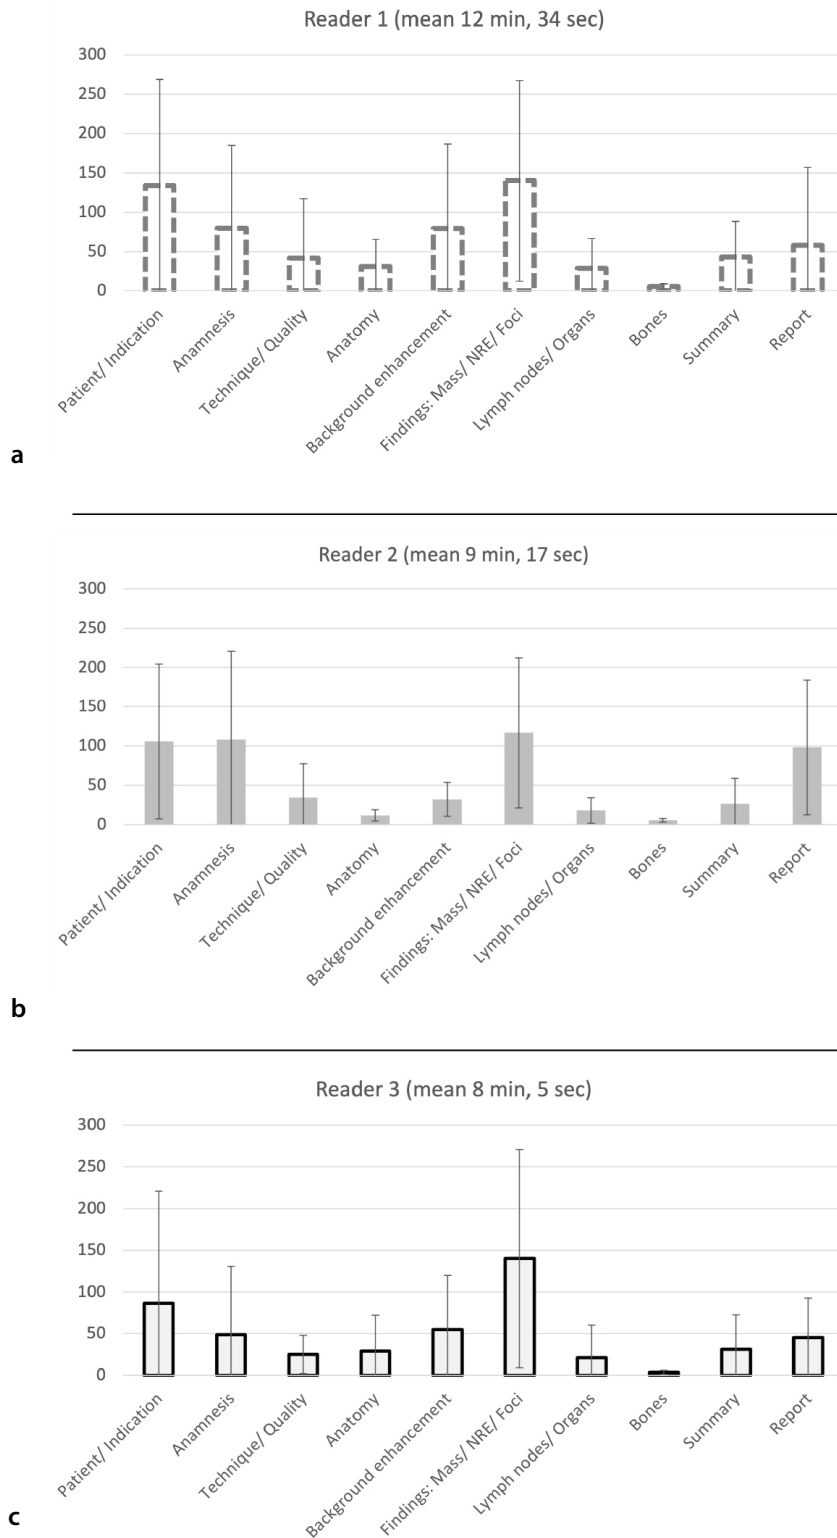 Reader 1 (mean 12 min, 34 sec)
300
250
200
150
100
50
0
Patient/ Indication
Anamnesis
Technique/ Quality
Anatomy
Background enhancement
Findings: Mass/ NRE/ Foci
Lymph nodes/ Organs
Bones
Summary
Report
a
Reader 2 (mean 9 min, 17 sec)
300
250
200
150
100
50
0
Patient/ Indication
Anamnesis
Technique/ Quality
Anatomy
Background enhancement
Findings: Mass/ NRE/ Foci
Lymph nodes/ Organs
Bones
Summary
Report
b
Reader 3 (mean 8 min, 5 sec)
300
250
200
150
100
50
0
Patient/ Indication
Anamnesis
Technique/ Quality
Anatomy
Background enhancement
Findings: Mass/ NRE/ Foci
Lymph nodes/ Organs
Bones
Summary
Report
c